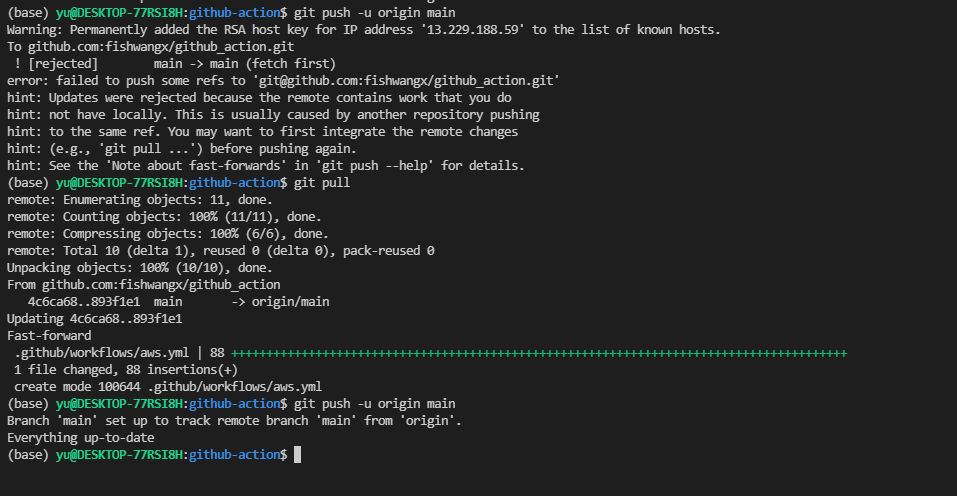 (base) yu@DESKTOP-77RSI8H:github-action$ git push -u origin main
Warning: Permanently added the RSA host key for IP address '13.229.188.59' to the list of known hosts.
To github.com:fishwangx/github_action.git
 ! [rejected]        main -> main (fetch first)
error: failed to push some refs to 'git@github.com:fishwangx/github_action.git'
hint: Updates were rejected because the remote contains work that you do
hint: not have locally. This is usually caused by another repository pushing
hint: to the same ref. You may want to first integrate the remote changes
hint: (e.g., 'git pull ...') before pushing again.
hint: See the 'Note about fast-forwards' in 'git push --help' for details.
(base) yu@DESKTOP-77RSI8H:github-action$ git pull
remote: Enumerating objects: 11, done.
remote: Counting objects: 100% (11/11), done.
remote: Compressing objects: 100% (6/6), done.
remote: Total 10 (delta 1), reused 0 (delta 0), pack-reused 0
Unpacking objects: 100% (10/10), done.
From github.com:fishwangx/github_action
   4c6ca68..893f1e1  main       -> origin/main
Updating 4c6ca68..893f1e1
Fast-forward
 .github/workflows/aws.yml | 88 ++++++++++++++++++++++++++++++++++++++++++++++++++++++++++++++++++++++++++++++++++++++++
 1 file changed, 88 insertions(+)
 create mode 100644 .github/workflows/aws.yml
(base) yu@DESKTOP-77RSI8H:github-action$ git push -u origin main
Branch 'main' set up to track remote branch 'main' from 'origin'.
Everything up-to-date
(base) yu@DESKTOP-77RSI8H:github-action$